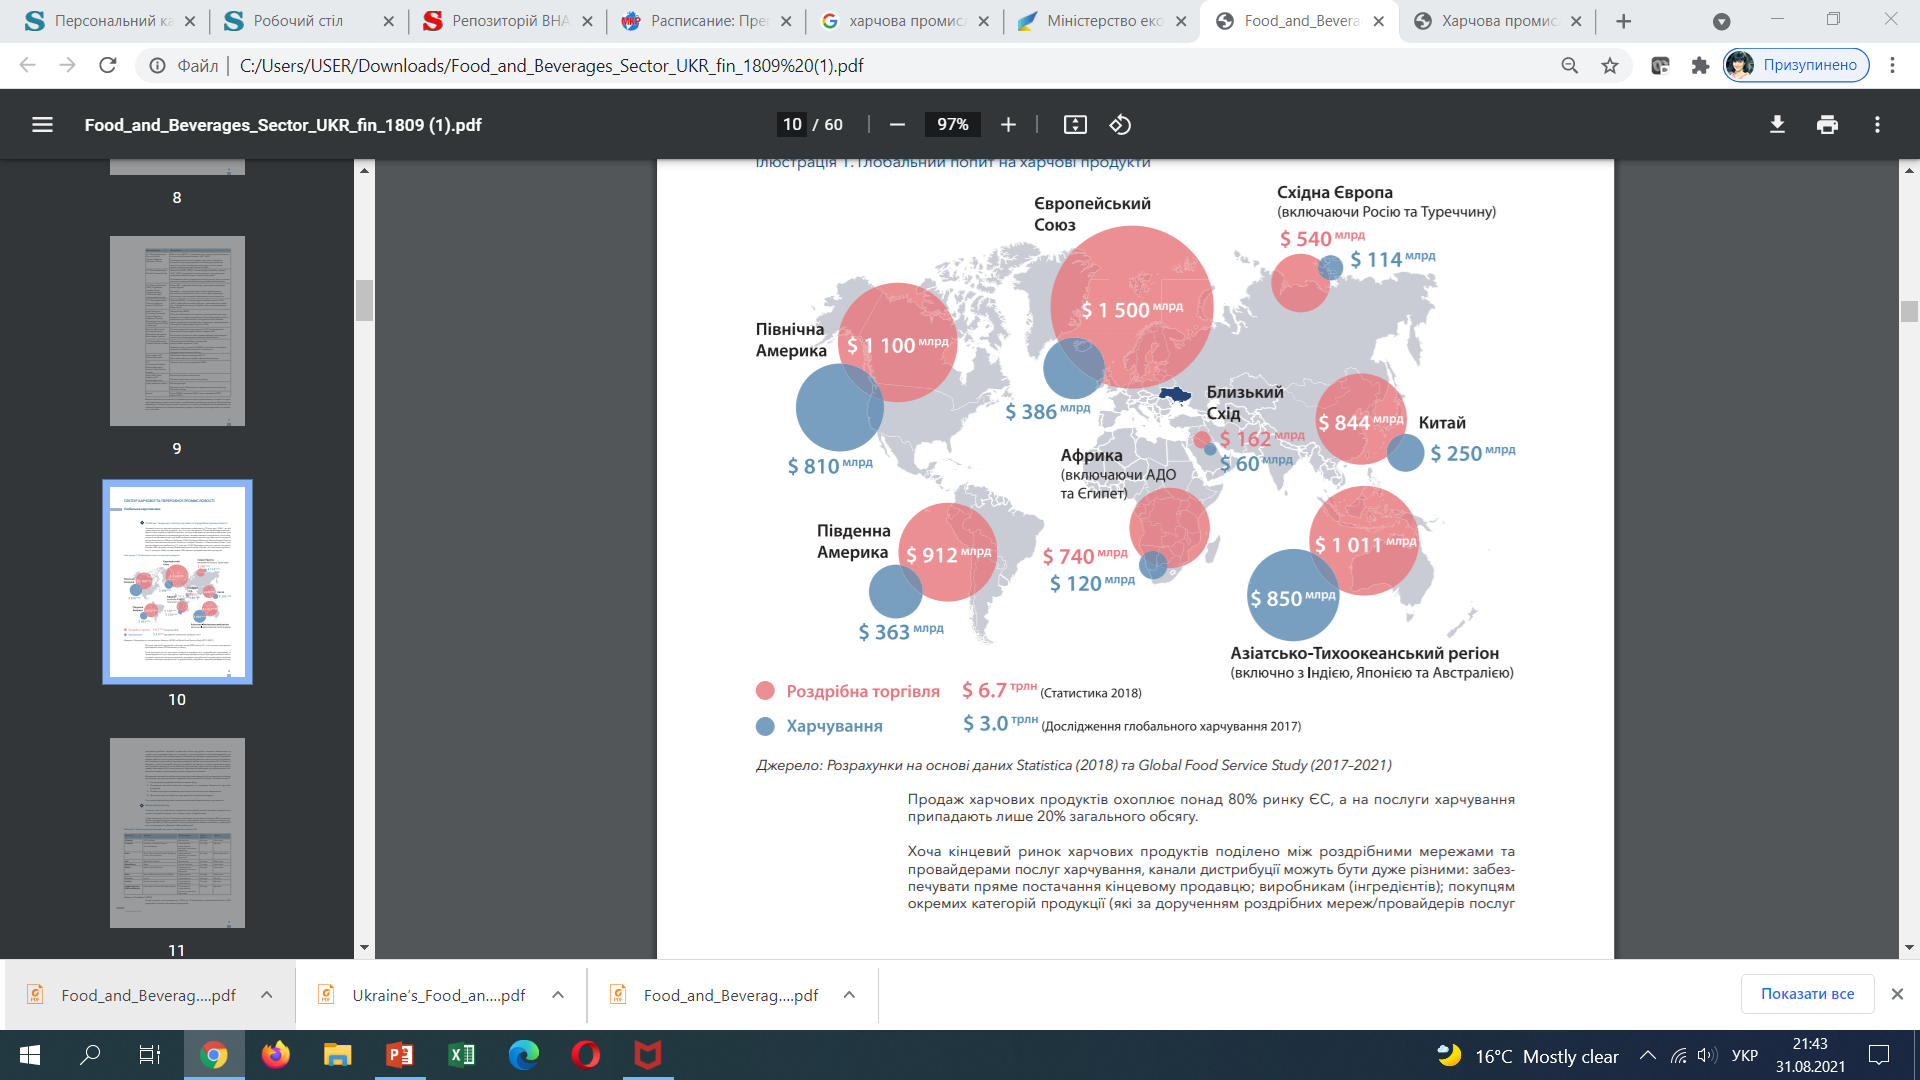 Персональний ка
Робочий стіл
Репозиторій ВНА
Расписание: Пре
харчова промис
Міністерство еко
Food_and_Bevera
Харчова промис
Файл
C:/Users/USER/Downloads/Food_and_Beverages_Sector_UKR_fin_1809%20(1).pdf
Призупинено
Food_and_Beverages_Sector_UKR_fin_1809 (1).pdf
10 / 60
97%
8
9
10
11
Ілюстрація 1. Глобальний попит на харчові продукти
Східна Європа
(включаючи Росію та Туреччину)
$ 540 млрд
$ 114 млрд
Європейський
Союз
$ 1 500 млрд
$ 386 млрд
Північна
Америка
$ 1 100 млрд
$ 810 млрд
Близький
Схід
$ 162 млрд
$ 60 млрд
$ 844 млрд
Китай
$ 250 млрд
Африка
(включаючи АДО
та Єгипет)
$ 740 млрд
$ 120 млрд
Південна
Америка
$ 912 млрд
$ 363 млрд
$ 1 011 млрд
$ 850 млрд
Азіатсько-Тихоокеанський регіон
(включно з Індією, Японією та Австралією)
Роздрібна торгівля $ 6.7 трлн (Статистика 2018)
Харчування $ 3.0 трлн (Дослідження глобального харчування 2017)
Джерело: Розрахунки на основі даних Statistica (2018) та Global Food Service Study (2017–2021)
Продаж харчових продуктів охоплює понад 80% ринку ЄС, а на послуги харчування
припадають лише 20% загального обсягу.
Хоча кінцевий ринок харчових продуктів поділено між роздрібними мережами та
провайдерами послуг харчування, канали дистрибуції можуть бути дуже різними: забез-
печувати пряме постачання кінцевому продавцю; виробникам (інгредієнтів); покупцям
окремих категорій продукції (які за дорученням роздрібних мереж/провайдерів послуг
Food_and_Beverag....pdf
Ukraine’s_Food_an....pdf
Food_and_Beverag....pdf
Показати все
16°C Mostly clear
УКР
21:43
31.08.2021